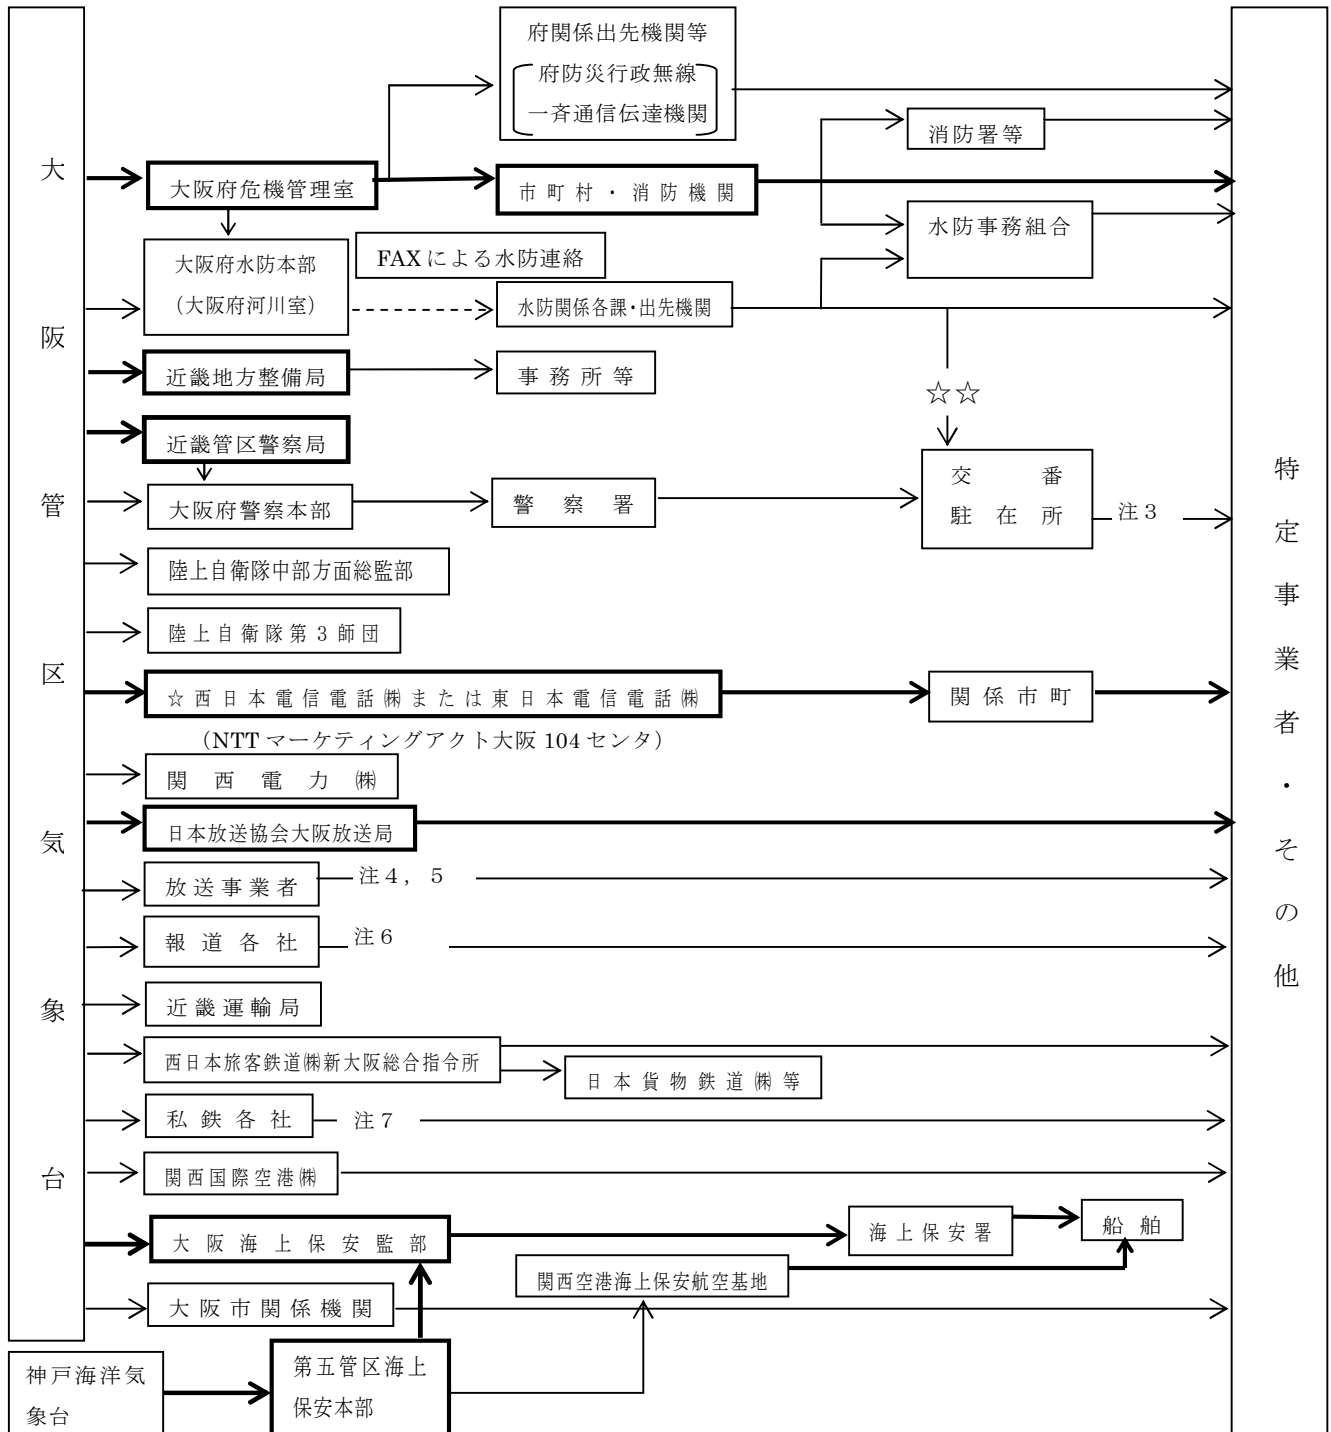 大阪管区気象台
府関係出先機関等
府防災行政無線
一斉通信伝達機関
消防署等
大阪府危機管理室
市町村・消防機関
水防事務組合
大阪府水防本部
（大阪府河川室）
FAXによる水防連絡
水防関係各課・出先機関
近畿地方整備局
事務所等
☆☆
近畿管区警察局
大阪府警察本部
警察署
交番
駐在所
注３
陸上自衛隊中部方面総監部
陸上自衛隊第３師団
☆西日本電信電話㈱または東日本電信電話㈱
（NTTマーケティングアクト大阪104センタ）
関係市町
関西電力㈱
日本放送協会大阪放送局
放送事業者
注４，５
報道各社
注６
近畿運輸局
西日本旅客鉄道㈱新大阪総合指令所
日本貨物鉄道㈱等
私鉄各社
注７
関西国際空港㈱
大阪海上保安監部
海上保安署
船舶
関西空港海上保安航空基地
大阪市関係機関
神戸海洋気
象台
第五管区海上
保安本部
特定事業者・その他